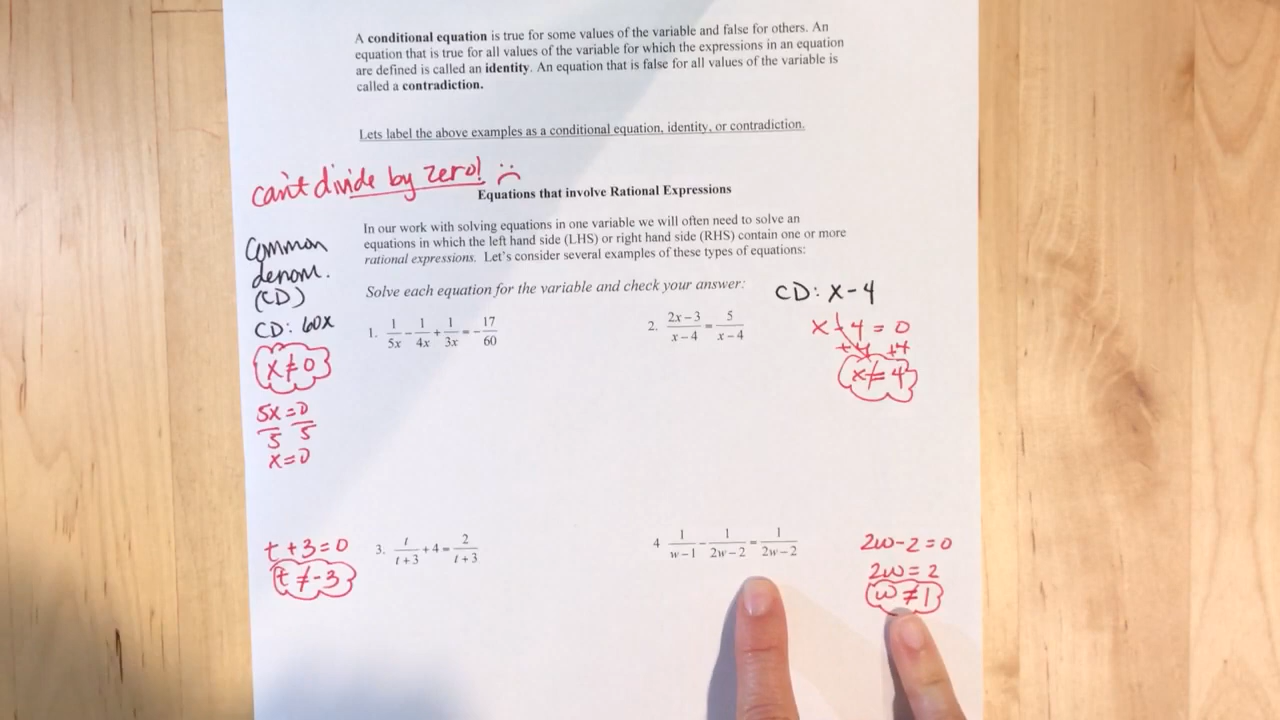 A conditional equation is true for some values of the variable and false for others. An
equation that is true for all values of the variable for which the expressions in an equation
are defined is called an identity. An equation that is false for all values of the variable is
called a contradiction.
Lets label the above examples as a conditional equation, identity, or contradiction.
can't divide by zero! :(
Equations that involve Rational Expressions
In our work with solving equations in one variable we will often need to solve an
equations in which the left hand side (LHS) or right hand side (RHS) contain one or more
rational expressions. Let's consider several examples of these types of equations:
Common
denom.
(CD)
CD: 60x
x≠0
5x=0
5 5
x=0
Solve each equation for the variable and check your answer:
1. 1/5x - 1/4x + 1/3x = -17/60
2. 2x-3/x-4 = 5/x-4
CD: x-4
x-4=0
+4 +4
x≠4
t+3=0
t≠-3
3. t/t+3 + 4 = 2/t+3
4 1/w-1 - 1/2w-2 = 1/2w-2
2w-2=0
2w=2
w≠1